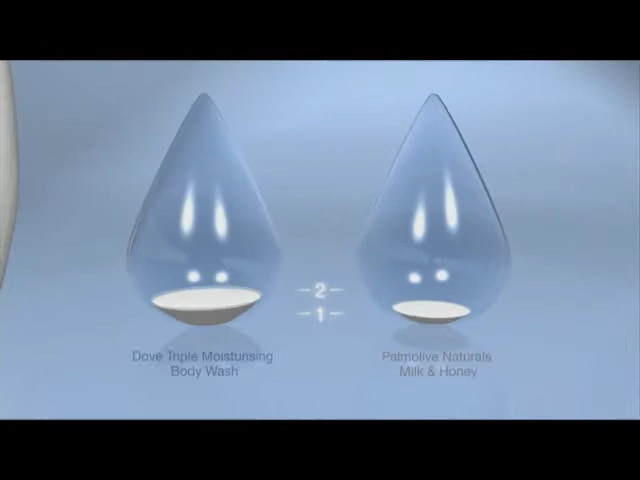 2
1
Dove Triple Moisturising
Body Wash
Palmolive Naturals
Milk & Honey